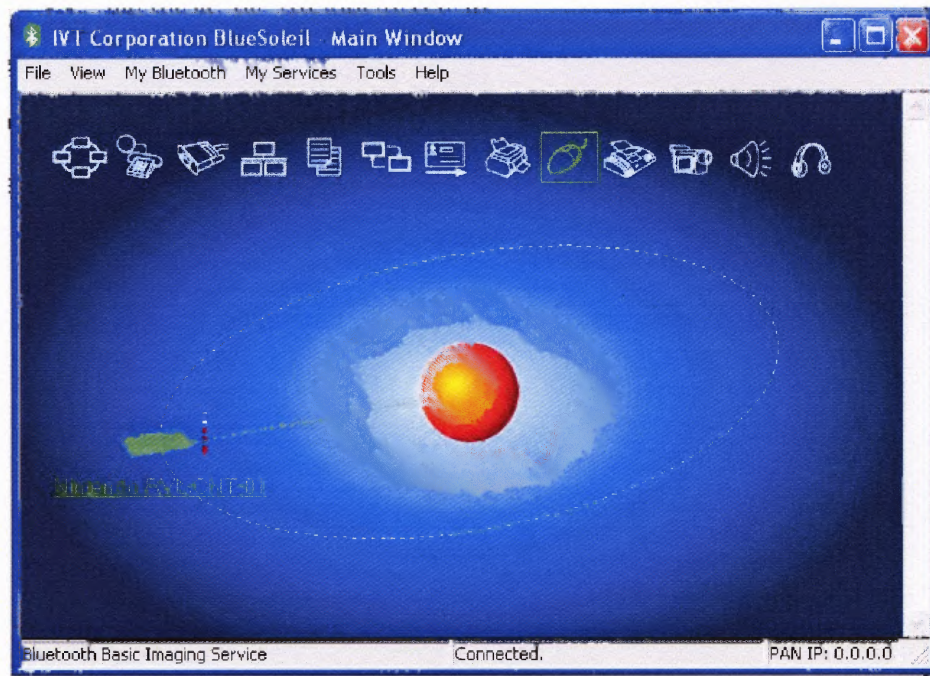 IVT Corporation BlueSoleil - Main Window
File View My Bluetooth My Services Tools Help
Bluetooth Basic Imaging Service Connected. PAN IP: 0.0.0.0